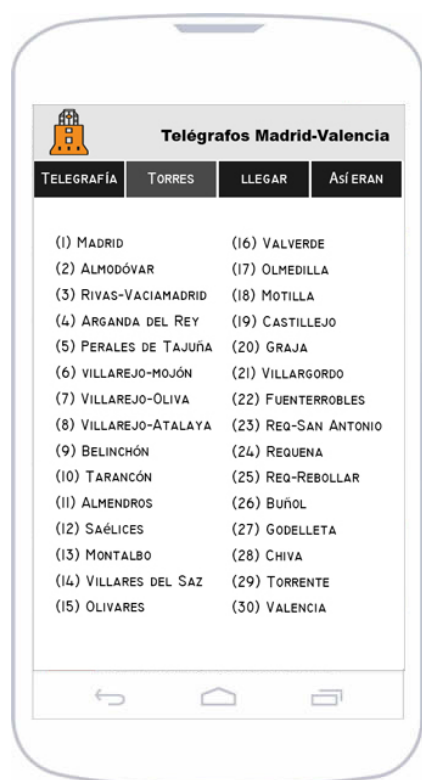 Telégrafos Madrid-Valencia
Telegrafía Torres llegar Así eran
(1) Madrid
(2) Almodóvar
(3) Rivas-Vaciamadrid
(4) Arganda del Rey
(5) Perales de Tajuña
(6) villarejo-mojón
(7) Villarejo-Oliva
(8) Villarejo-Atalaya
(9) Belinchón
(10) Tarancón
(11) Almendros
(12) Saélices
(13) Montalbo
(14) Villares del Saz
(15) Olivares
(16) Valverde
(17) Olmedilla
(18) Motilla
(19) Castillejo
(20) Graja
(21) Villargordo
(22) Fuenterrobles
(23) Req-San Antonio
(24) Requena
(25) Req-Rebollar
(26) Buñol
(27) Godelleta
(28) Chiva
(29) Torrente
(30) Valencia